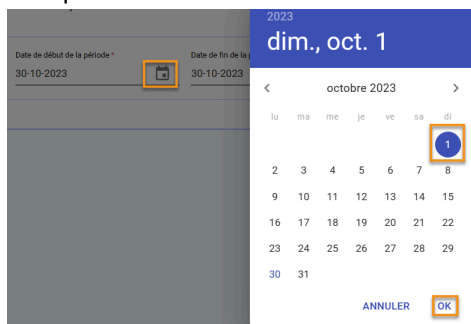 2023
dim., oct. 1
Date de début de la période *
Date de fin de la
30-10-2023
30-10-2023
octobre 2023
lu ma me je ve sa di
1
2 3 4 5 6 7 8
9 10 11 12 13 14 15
16 17 18 19 20 21 22
23 24 25 26 27 28 29
30 31
ANNULER OK